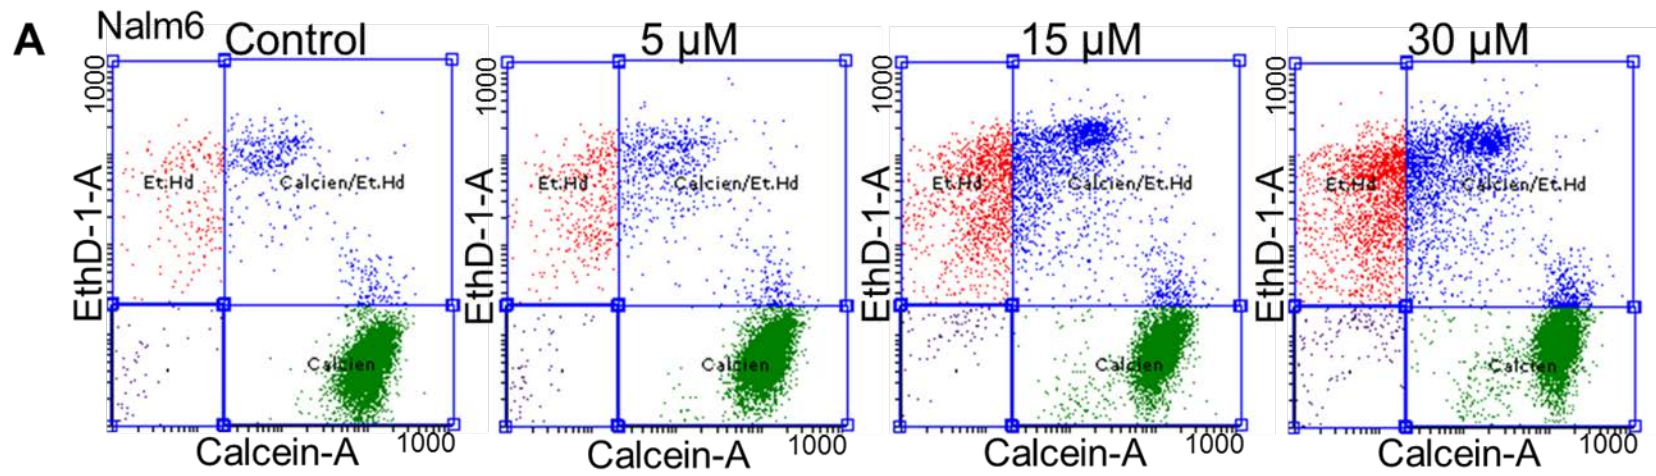 A
Nalm6
Control
5 µM
15 µM
30 µM
1000
EthD-1-A
Et.Hd
Calcien/Et.Hd
Calcien
Calcein-A
1000
1000
EthD-1-A
Et.Hd
Calcien/Et.Hd
Calcien
Calcein-A
1000
1000
EthD-1-A
Et.Hd
Calcien/Et.Hd
Calcien
Calcein-A
1000
1000
EthD-1-A
Et.Hd
Calcien/Et.Hd
Calcien
Calcein-A
1000